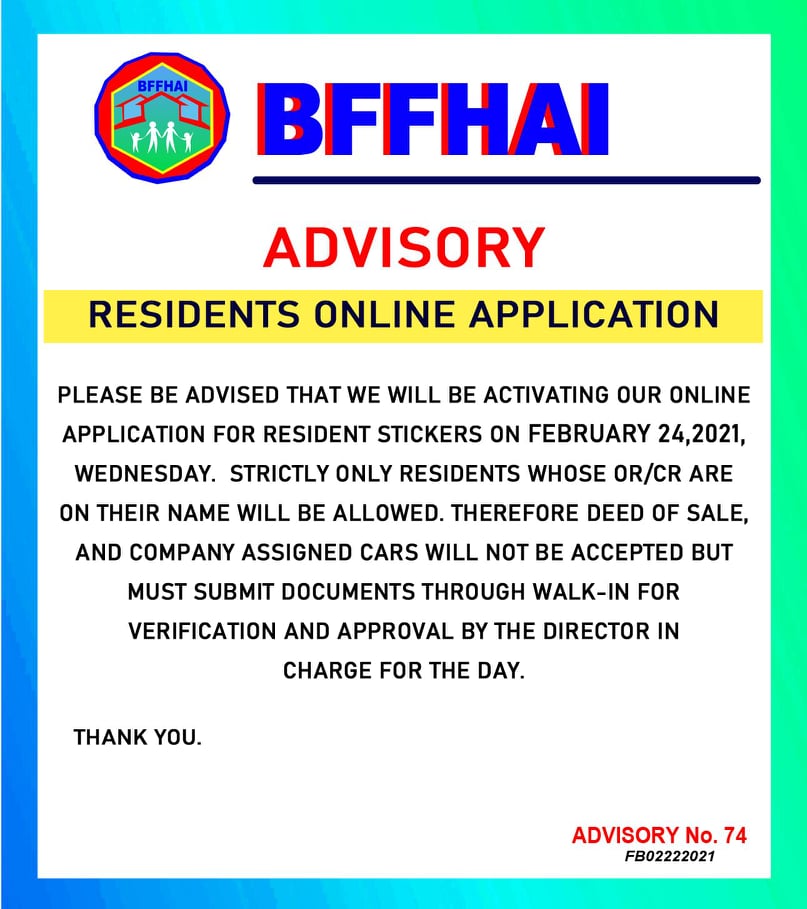 BFFHAI
BFFHAI
ADVISORY
RESIDENTS ONLINE APPLICATION
PLEASE BE ADVISED THAT WE WILL BE ACTIVATING OUR ONLINE
APPLICATION FOR RESIDENT STICKERS ON FEBRUARY 24,2021,
WEDNESDAY. STRICTLY ONLY RESIDENTS WHOSE OR/CR ARE
ON THEIR NAME WILL BE ALLOWED. THEREFORE DEED OF SALE,
AND COMPANY ASSIGNED CARS WILL NOT BE ACCEPTED BUT
MUST SUBMIT DOCUMENTS THROUGH WALK-IN FOR
VERIFICATION AND APPROVAL BY THE DIRECTOR IN
CHARGE FOR THE DAY.
THANK YOU.
ADVISORY No. 74
FB02222021